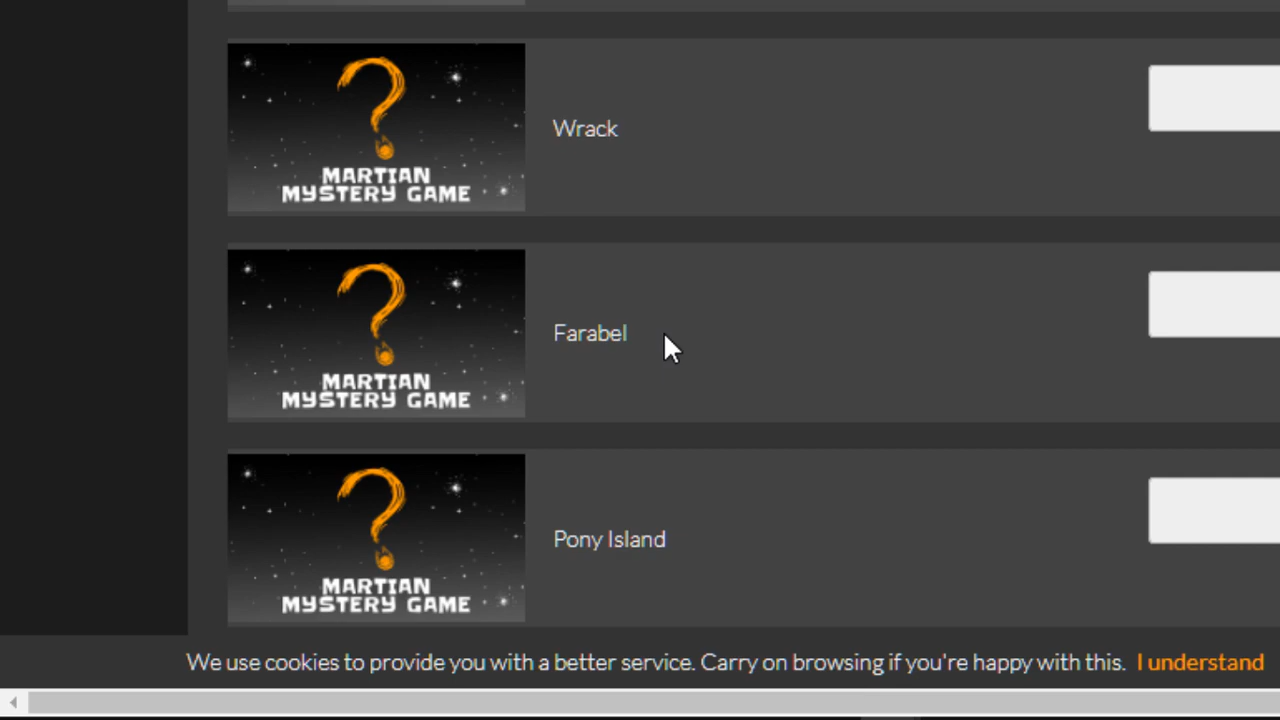 MARTIAN
MYSTERY GAME
Wrack
MARTIAN
MYSTERY GAME
Farabel
MARTIAN
MYSTERY GAME
Pony Island
We use cookies to provide you with a better service. Carry on browsing if you're happy with this. I understand